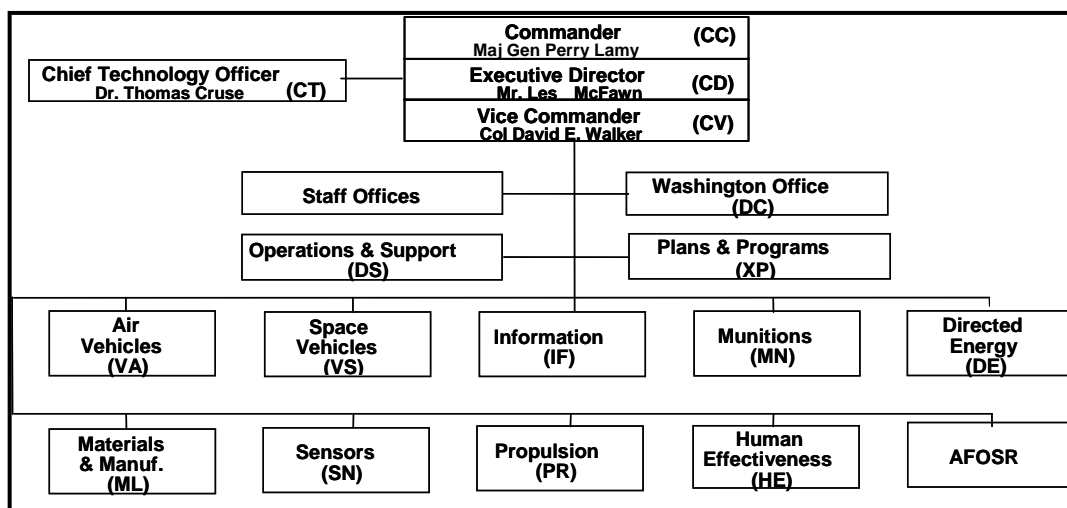 Commander (CC)
Maj Gen Perry Lamy
Chief Technology Officer
Dr. Thomas Cruse (CT)
Executive Director (CD)
Mr. Les McFawn
Vice Commander (CV)
Col David E. Walker
Staff Offices
Washington Office
(DC)
Operations & Support
(DS)
Plans & Programs
(XP)
Air
Vehicles
(VA)
Space
Vehicles
(VS)
Information
(IF)
Munitions
(MN)
Directed
Energy
(DE)
Materials
& Manuf.
(ML)
Sensors
(SN)
Propulsion
(PR)
Human
Effectiveness
(HE)
AFOSR